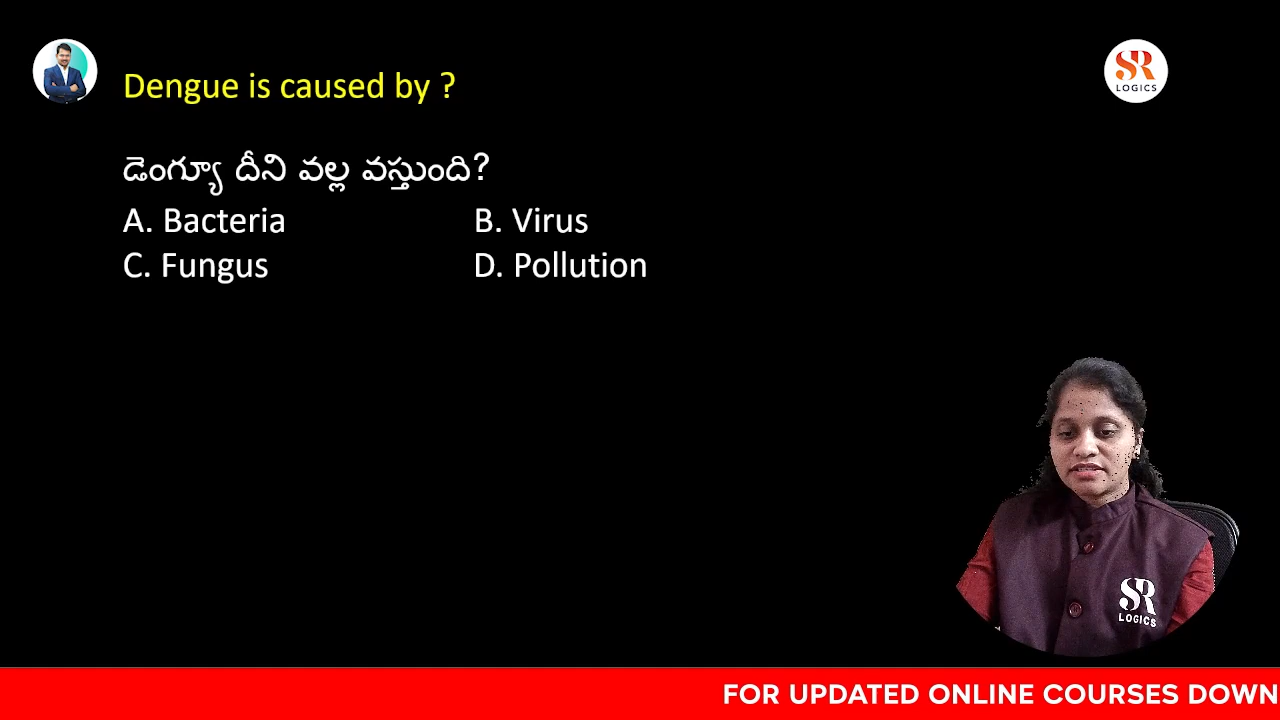 Dengue is caused by ?
SR
LOGICS
డెంగ్యూ దీని వల్ల వస్తుంది?
A. Bacteria B. Virus
C. Fungus D. Pollution
SR
LOGICS
FOR UPDATED ONLINE COURSES DOWN